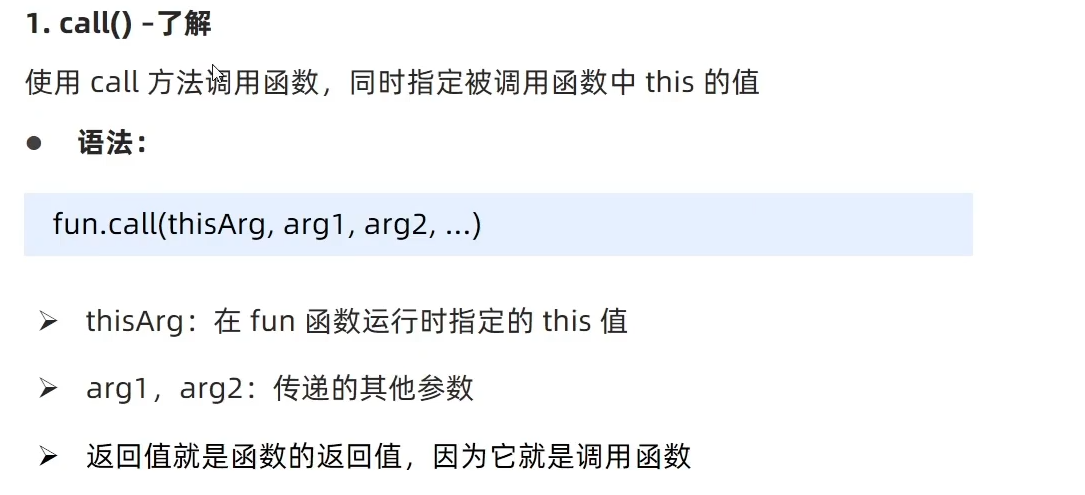 1. call() –了解
使用 call 方法调用函数，同时指定被调用函数中 this 的值
● 语法：
fun.call(thisArg, arg1, arg2, ...)
➢ thisArg：在 fun 函数运行时指定的 this 值
➢ arg1，arg2：传递的其他参数
➢ 返回值就是函数的返回值，因为它就是调用函数